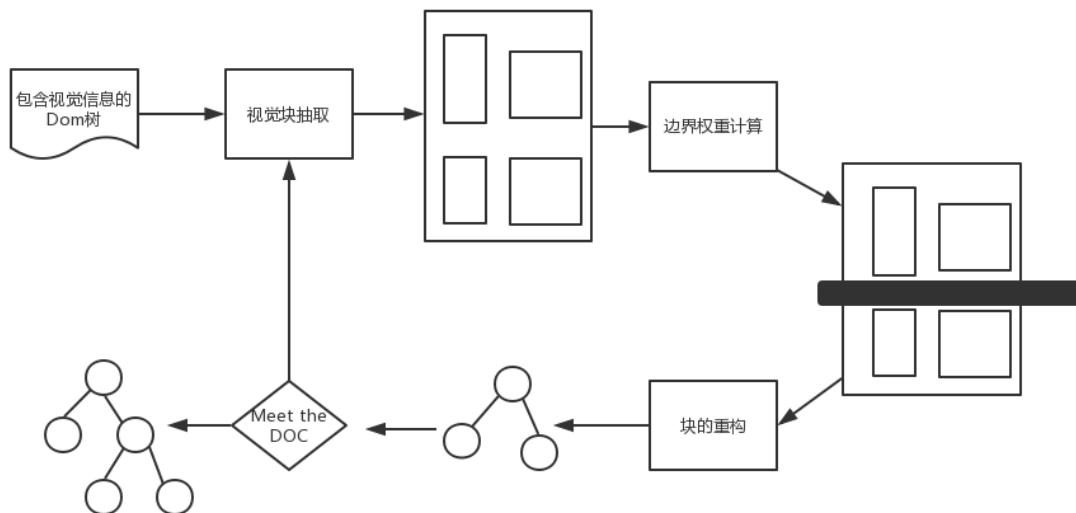 包含视觉信息的
Dom树
视觉块抽取
边界权重计算
块的重构
Meet the
DOC